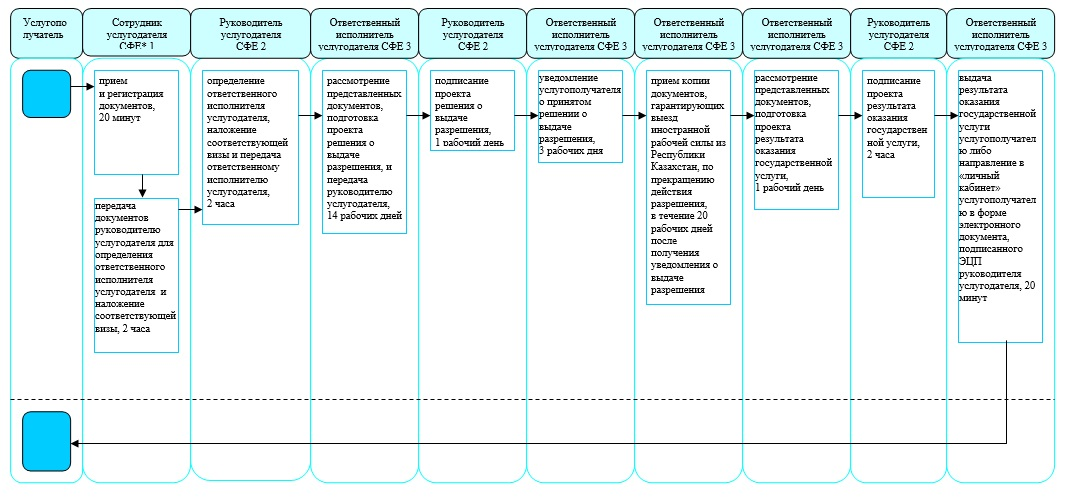 Услугопо
лучатель
Сотрудник
услугодателя
СФЕ* 1
Руководитель
услугодателя
СФЕ 2
Ответственный
исполнитель
услугодателя СФЕ 3
Руководитель
услугодателя
СФЕ 2
Ответственный
исполнитель
услугодателя СФЕ 3
Ответственный
исполнитель
услугодателя СФЕ 3
Ответственный
исполнитель
услугодателя СФЕ 3
Руководитель
услугодателя
СФЕ 2
Ответственный
исполнитель
услугодателя СФЕ 3
прием
и регистрация
документов,
20 минут
передача
документов
руководителю
услугодателя для
определения
ответственного
исполнителя
услугодателя и
наложение
соответствующей
визы, 2 часа
определение
ответственного
исполнителя
услугодателя,
наложение
соответствующей
визы и передача
ответственному
исполнителю
услугодателя,
2 часа
рассмотрение
представленных
документов,
подготовка
проекта
решения о
выдаче
разрешения, и
передача
руководителю
услугодателя,
14 рабочих дней
подписание
проекта
решения о
выдаче
разрешения,
1 рабочий день
уведомление
услугополучателя
о принятом
решении о
выдаче
разрешения,
3 рабочих дня
прием копии
документов,
гарантирующих
выезд
иностранной
рабочей силы из
Республики
Казахстан, по
прекращению
действия
разрешения,
в течение 20
рабочих дней
после
получения
уведомления о
выдаче
разрешения
рассмотрение
представленных
документов,
подготовка
проекта
результата
оказания
государственной
услуги,
1 рабочий день
подписание
проекта
результата
оказания
государствен
ной услуги,
2 часа
выдача
результата
оказания
государственной
услуги
услугополучател
ю либо
направление в
«личный
кабинет»
услугополучател
ю в форме
электронного
документа,
подписанного
ЭЦП
руководителя
услугодателя, 20
минут